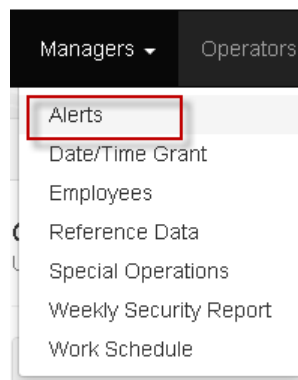 Managers Operators
Alerts
Date/Time Grant
Employees
Reference Data
Special Operations
Weekly Security Report
Work Schedule